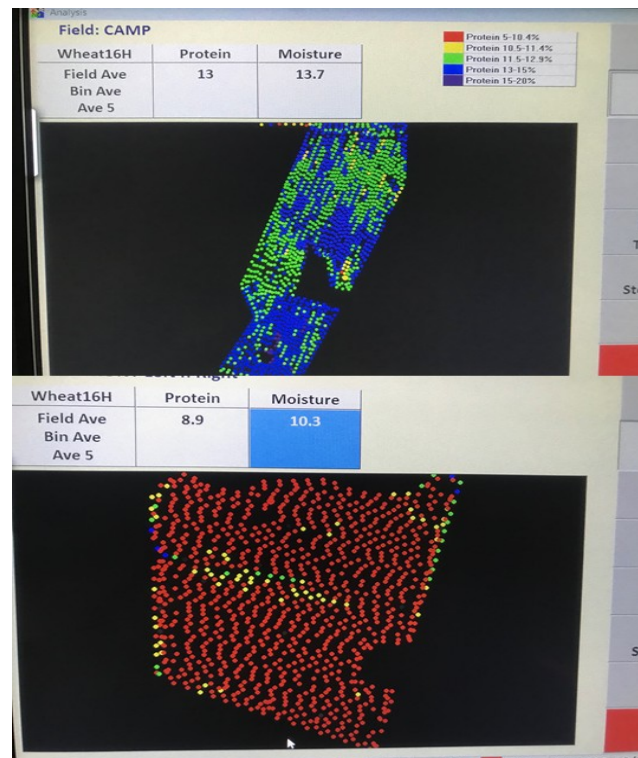 Analysis
Field: CAMP
Protein 5-10.4%
Protein 10.5-11.4%
Protein 11.5-12.9%
Protein 13-15%
Protein 15-20%
Wheat16H Protein Moisture
Field Ave 13 13.7
Bin Ave
Ave 5
Wheat16H Protein Moisture
Field Ave 8.9 10.3
Bin Ave
Ave 5